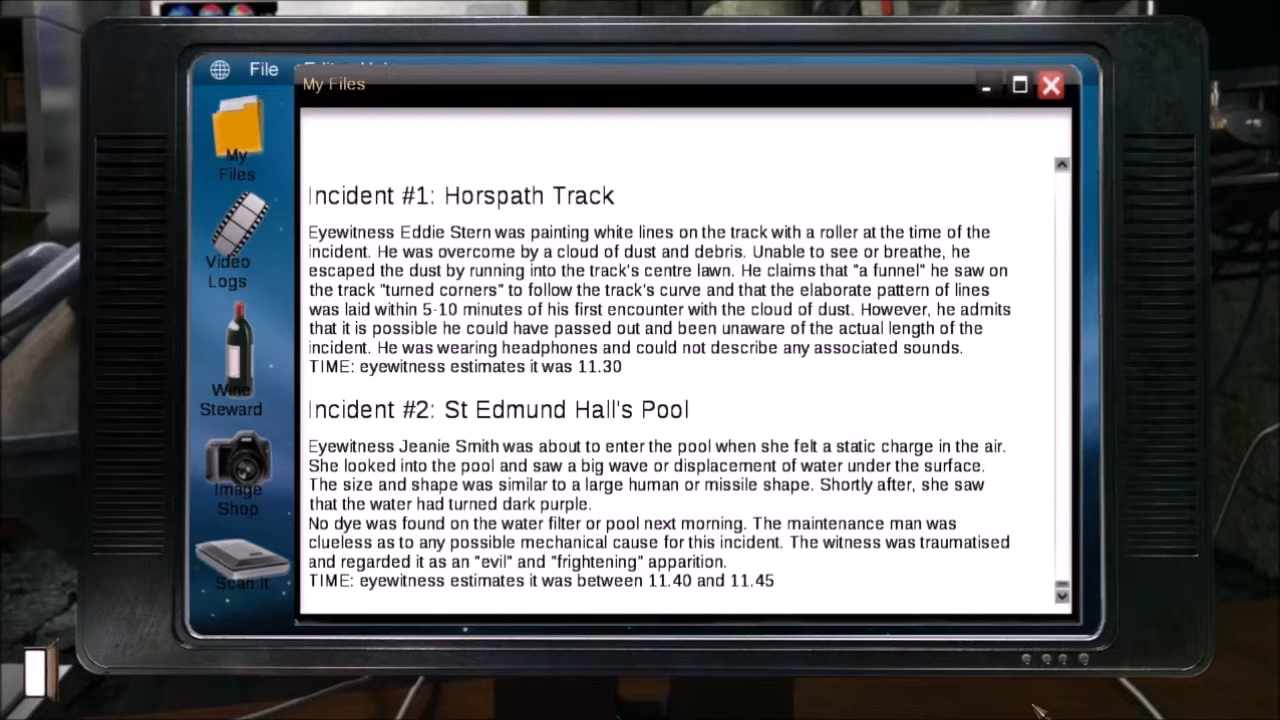 File
My Files
My
Files
Video
Logs
Wine
Steward
Image
Shop
Scan It
Incident #1: Horspath Track
Eyewitness Eddie Stern was painting white lines on the track with a roller at the time of the
incident. He was overcome by a cloud of dust and debris. Unable to see or breathe, he
escaped the dust by running into the track's centre lawn. He claims that "a funnel" he saw on
the track "turned corners" to follow the track's curve and that the elaborate pattern of lines
was laid within 5-10 minutes of his first encounter with the cloud of dust. However, he admits
that it is possible he could have passed out and been unaware of the actual length of the
incident. He was wearing headphones and could not describe any associated sounds.
TIME: eyewitness estimates it was 11.30
Incident #2: St Edmund Hall's Pool
Eyewitness Jeanie Smith was about to enter the pool when she felt a static charge in the air.
She looked into the pool and saw a big wave or displacement of water under the surface.
The size and shape was similar to a large human or missile shape. Shortly after, she saw
that the water had turned dark purple.
No dye was found on the water filter or pool next morning. The maintenance man was
clueless as to any possible mechanical cause for this incident. The witness was traumatised
and regarded it as an "evil" and "frightening" apparition.
TIME: eyewitness estimates it was between 11.40 and 11.45